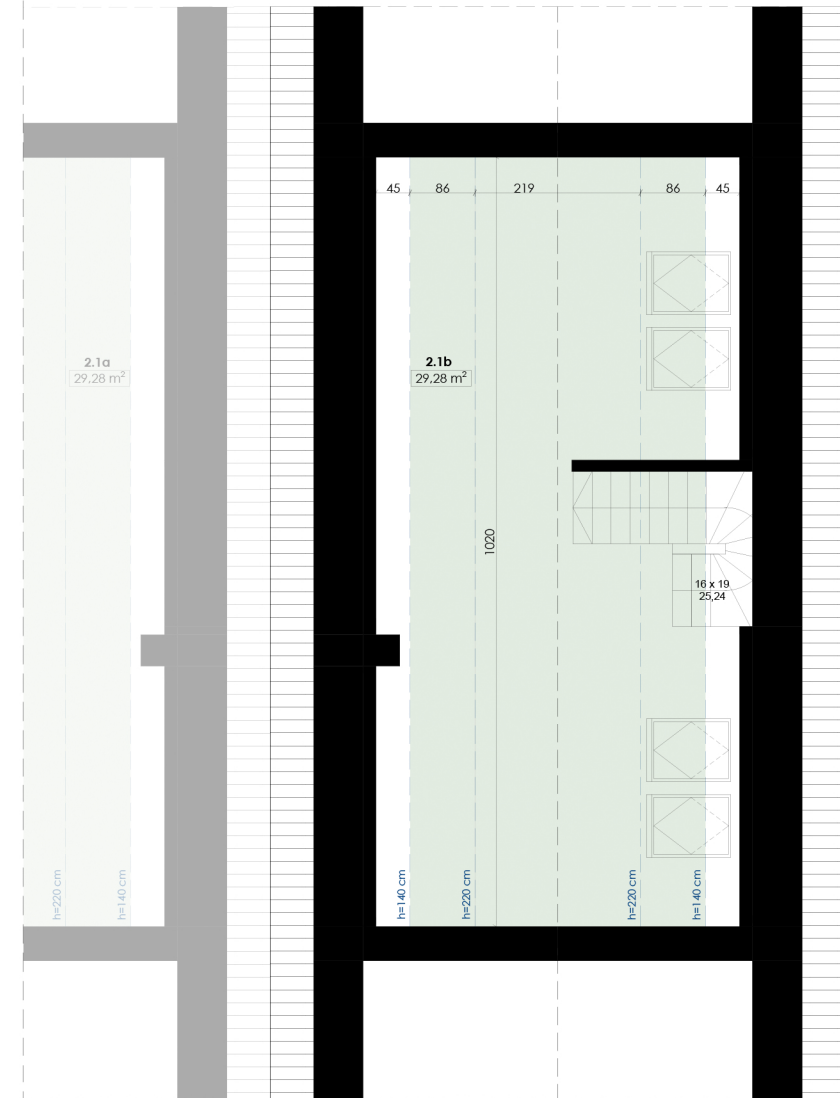 45 86 219 86 45
2.1a
29,28 m²
2.1b
29,28 m²
1020
16 x 19
25,24
h=220 cm
h=140 cm
h=140 cm
h=220 cm
h=220 cm
h=140 cm